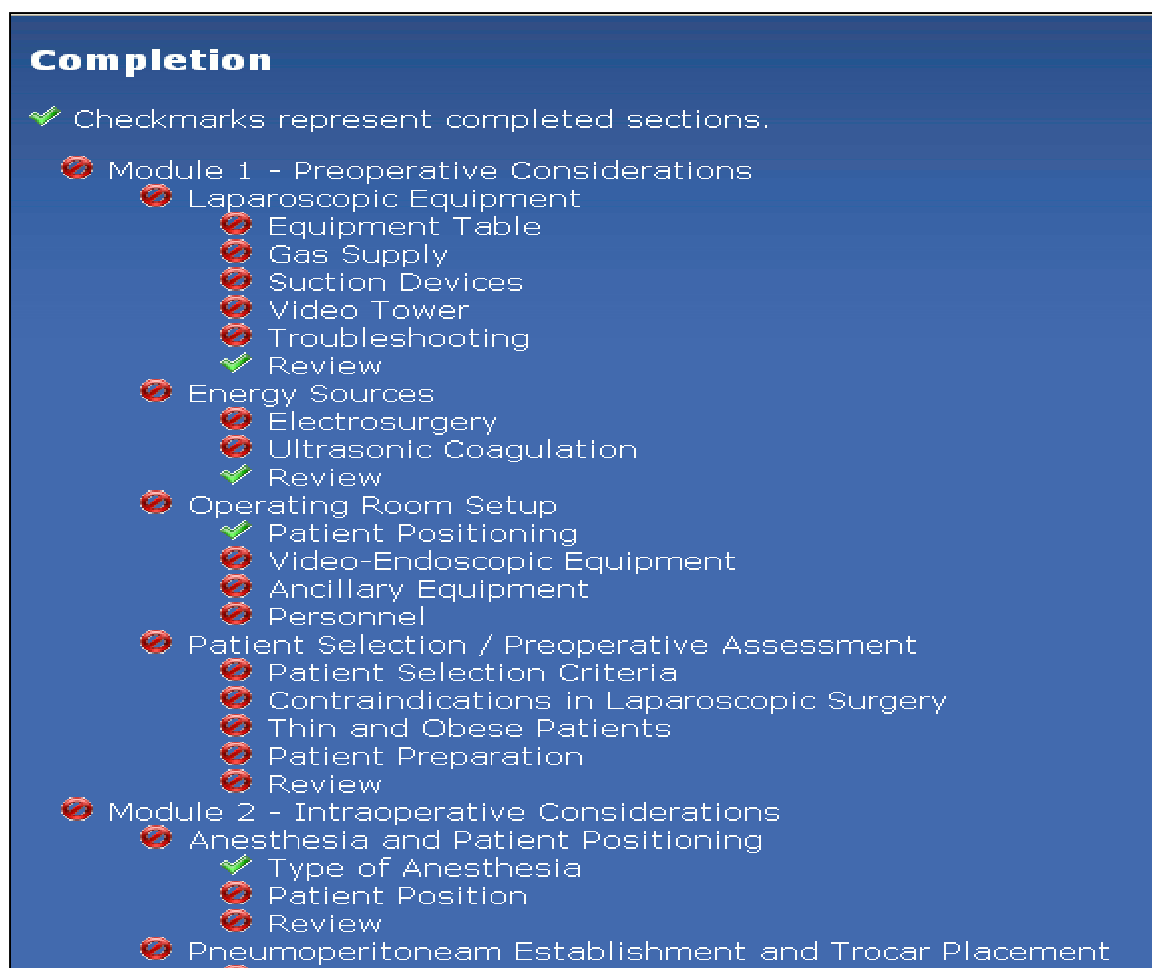 Completion
Checkmarks represent completed sections.
Module 1 - Preoperative Considerations
Laparoscopic Equipment
Equipment Table
Gas Supply
Suction Devices
Video Tower
Troubleshooting
Review
Energy Sources
Electrosurgery
Ultrasonic Coagulation
Review
Operating Room Setup
Patient Positioning
Video-Endoscopic Equipment
Ancillary Equipment
Personnel
Patient Selection / Preoperative Assessment
Patient Selection Criteria
Contraindications in Laparoscopic Surgery
Thin and Obese Patients
Patient Preparation
Review
Module 2 - Intraoperative Considerations
Anesthesia and Patient Positioning
Type of Anesthesia
Patient Position
Review
Pneumoperitoneam Establishment and Trocar Placement